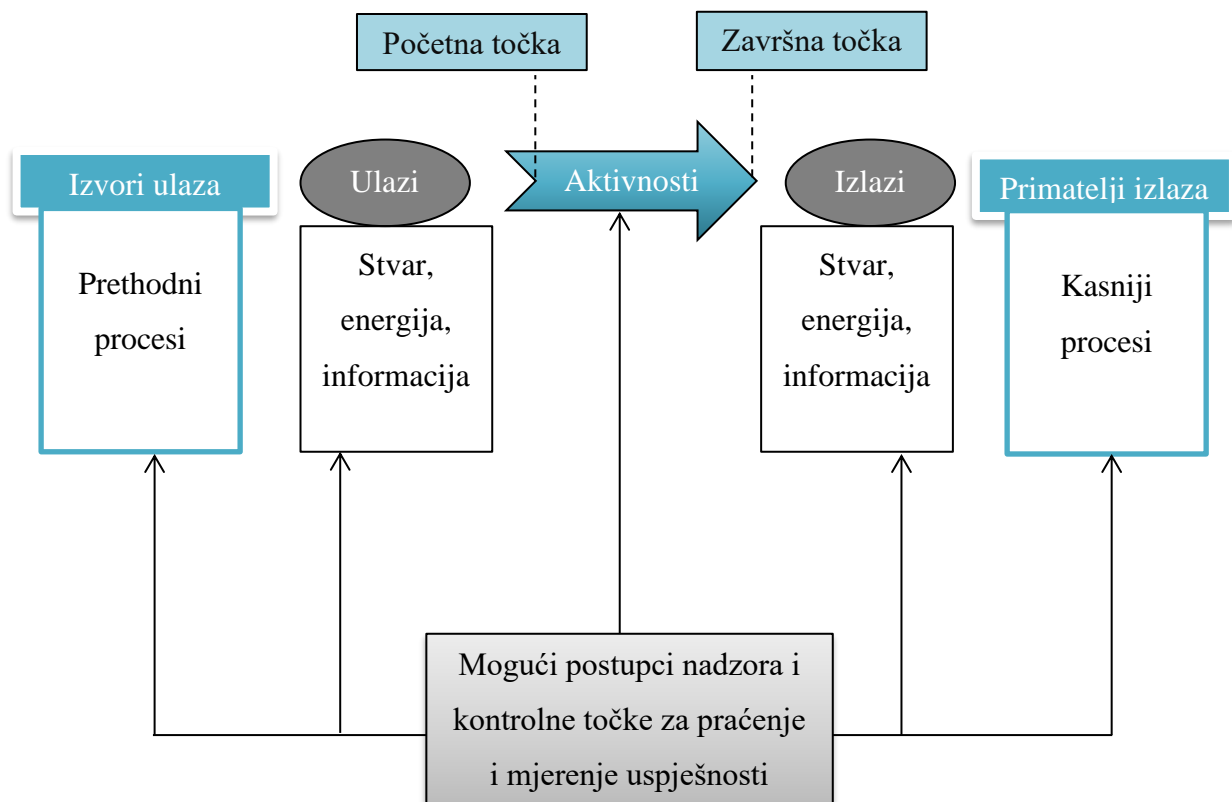 Početna točka
Završna točka
Izvori ulaza
Ulazi
Aktivnosti
Izlazi
Primatelji izlaza
Prethodni
procesi
Stvar,
energija,
informacija
Stvar,
energija,
informacija
Kasniji
procesi
Mogući postupci nadzora i
kontrolne točke za praćenje
i mjerenje uspješnosti